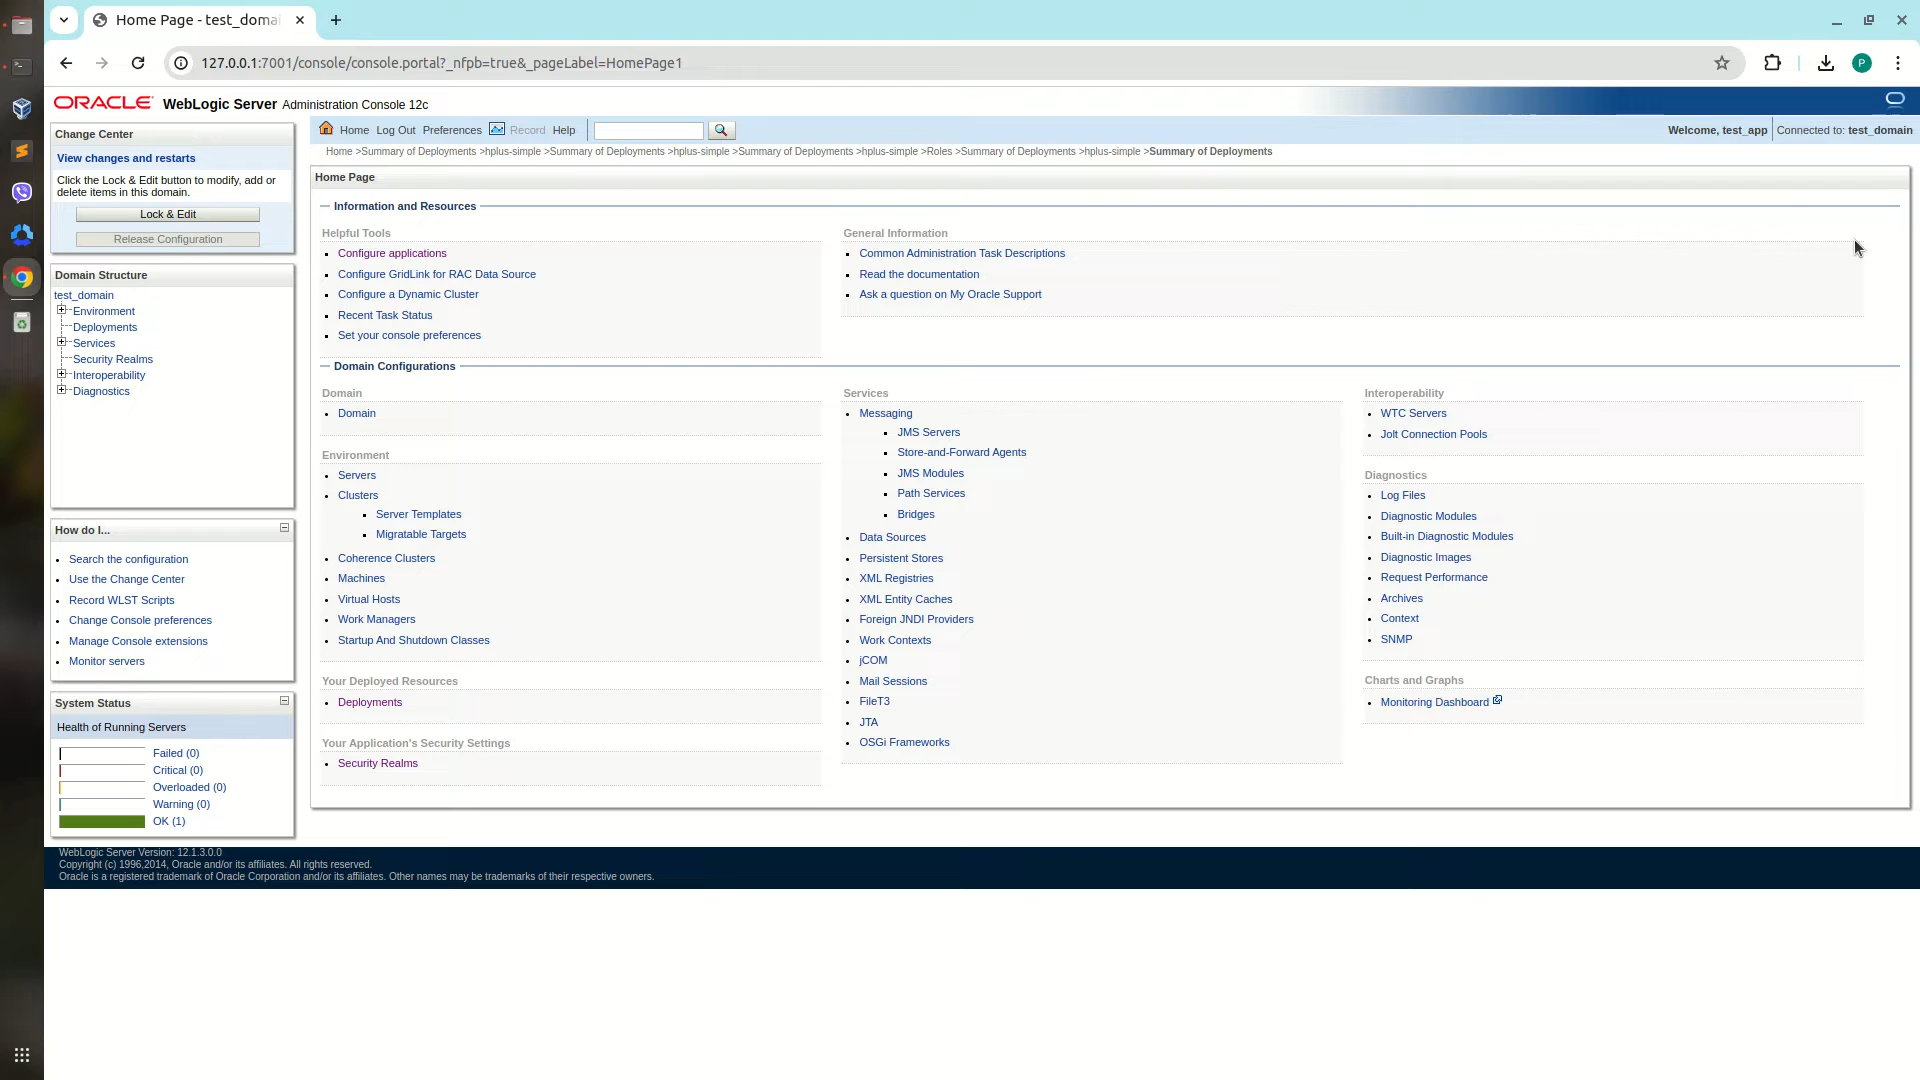 Home Page - test_doma
127.0.0.1:7001/console/console.portal?_nfpb=true&_pageLabel=HomePage1
P
ORACLE WebLogic Server Administration Console 12c
Change Center
View changes and restarts
Click the Lock & Edit button to modify, add or
delete items in this domain.
Lock & Edit
Release Configuration
Domain Structure
test_domain
Environment
Deployments
Services
Security Realms
Interoperability
Diagnostics
How do I...
Search the configuration
Use the Change Center
Record WLST Scripts
Change Console preferences
Manage Console extensions
Monitor servers
System Status
Health of Running Servers
Failed (0)
Critical (0)
Overloaded (0)
Warning (0)
OK (1)
Home Log Out Preferences Record Help
Welcome, test_app Connected to: test_domain
Home >Summary of Deployments >hplus-simple >Summary of Deployments >hplus-simple >Summary of Deployments >hplus-simple >Roles >Summary of Deployments >hplus-simple >Summary of Deployments
Home Page
Information and Resources
Helpful Tools
Configure applications
Configure GridLink for RAC Data Source
Configure a Dynamic Cluster
Recent Task Status
Set your console preferences
General Information
Common Administration Task Descriptions
Read the documentation
Ask a question on My Oracle Support
Domain Configurations
Domain
Domain
Environment
Servers
Clusters
Server Templates
Migratable Targets
Coherence Clusters
Machines
Virtual Hosts
Work Managers
Startup And Shutdown Classes
Your Deployed Resources
Deployments
Your Application's Security Settings
Security Realms
Services
Messaging
JMS Servers
Store-and-Forward Agents
JMS Modules
Path Services
Bridges
Data Sources
Persistent Stores
XML Registries
XML Entity Caches
Foreign JNDI Providers
Work Contexts
jCOM
Mail Sessions
FileT3
JTA
OSGi Frameworks
Interoperability
WTC Servers
Jolt Connection Pools
Diagnostics
Log Files
Diagnostic Modules
Built-in Diagnostic Modules
Diagnostic Images
Request Performance
Archives
Context
SNMP
Charts and Graphs
Monitoring Dashboard
WebLogic Server Version: 12.1.3.0.0
Copyright (c) 1996,2014, Oracle and/or its affiliates. All rights reserved.
Oracle is a registered trademark of Oracle Corporation and/or its affiliates. Other names may be trademarks of their respective owners.